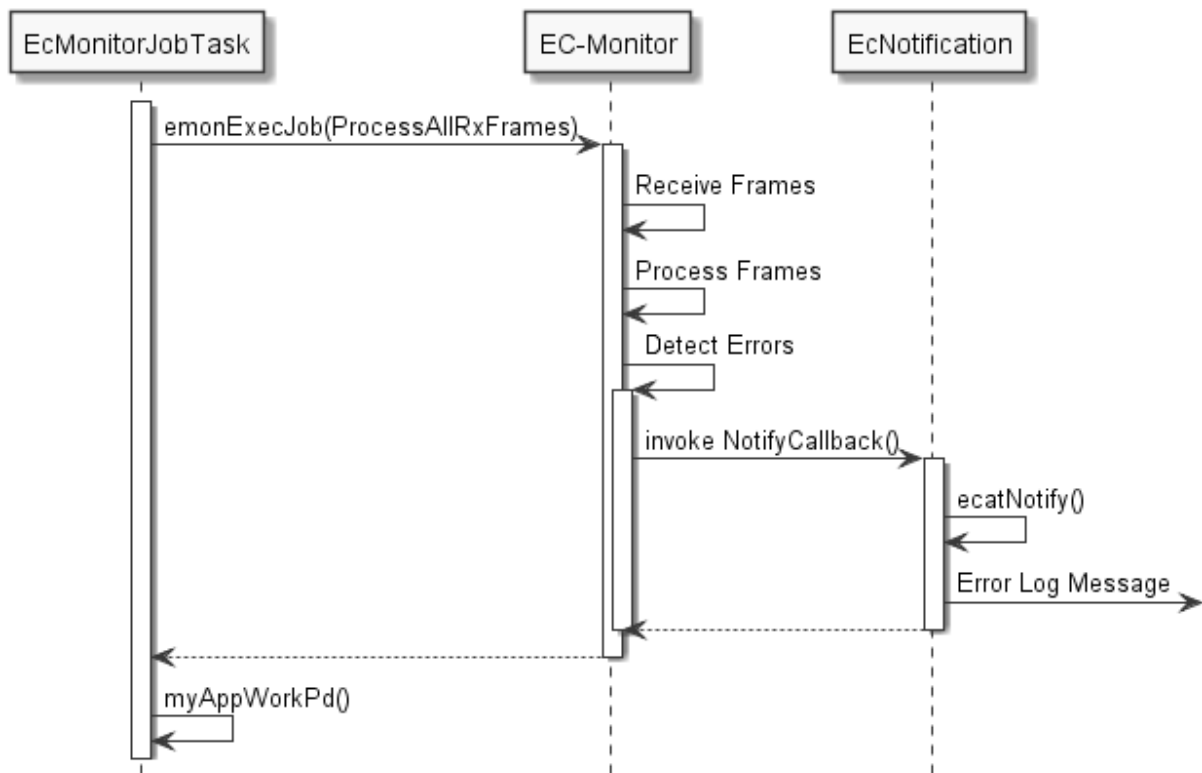 EcMonitorJobTask
EC-Monitor
EcNotification
emonExecJob(ProcessAllRxFrames)
Receive Frames
Process Frames
Detect Errors
invoke NotifyCallback()
ecatNotify()
Error Log Message
myAppWorkPd()